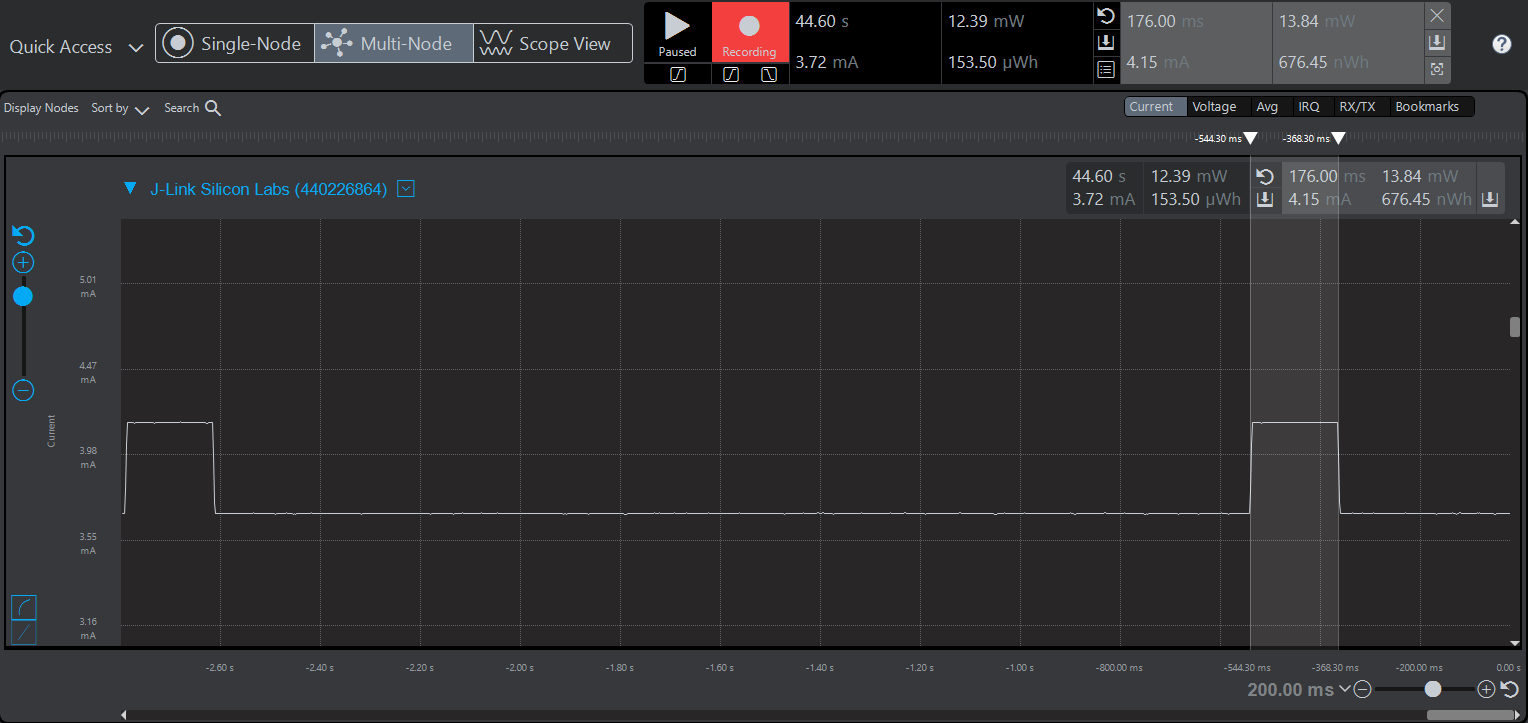 Quick Access
Single-Node
Multi-Node
Scope View
Paused
Recording
44.60 s
3.72 mA
12.39 mW
153.50 µWh
176.00 ms
4.15 mA
13.84 mW
676.45 nWh
?
Display Nodes Sort by Search
Current Voltage Avg IRQ RX/TX Bookmarks
-544.30 ms -368.30 ms
J-Link Silicon Labs (440226864)
44.60 s 12.39 mW 176.00 ms 13.84 mW
3.72 mA 153.50 µWh 4.15 mA 676.45 nWh
5.01
mA
4.47
mA
Current
3.98
mA
3.55
mA
3.16
mA
-2.60 s -2.40 s -2.20 s -2.00 s -1.80 s -1.60 s -1.40 s -1.20 s -1.00 s -800.00 ms -544.30 ms -368.30 ms -200.00 ms 0.00 s
200.00 ms